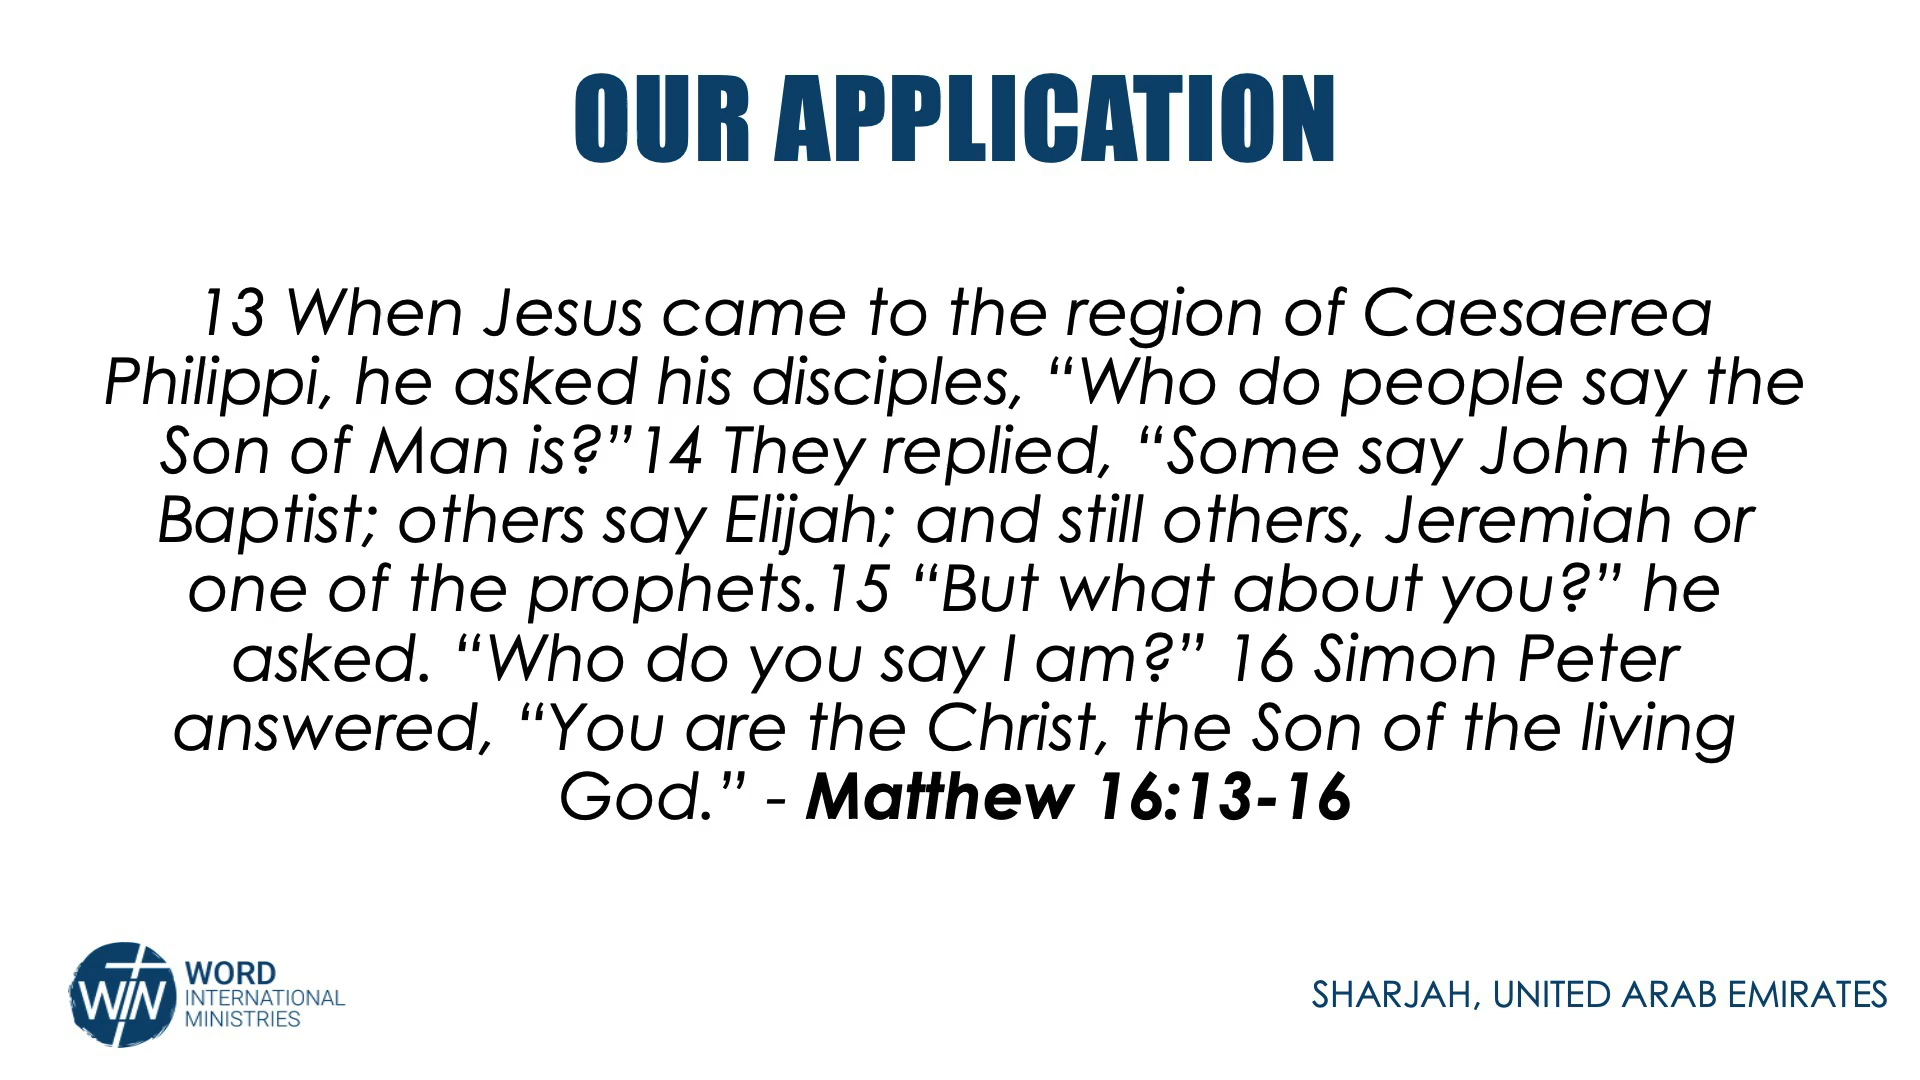 OUR APPLICATION
13 When Jesus came to the region of Caesaerea
Philippi, he asked his disciples, “Who do people say the
Son of Man is?”14 They replied, “Some say John the
Baptist; others say Elijah; and still others, Jeremiah or
one of the prophets.15 “But what about you?” he
asked. “Who do you say I am?” 16 Simon Peter
answered, “You are the Christ, the Son of the living
God.” - Matthew 16:13-16
WIN
WORD
INTERNATIONAL
MINISTRIES
SHARJAH, UNITED ARAB EMIRATES